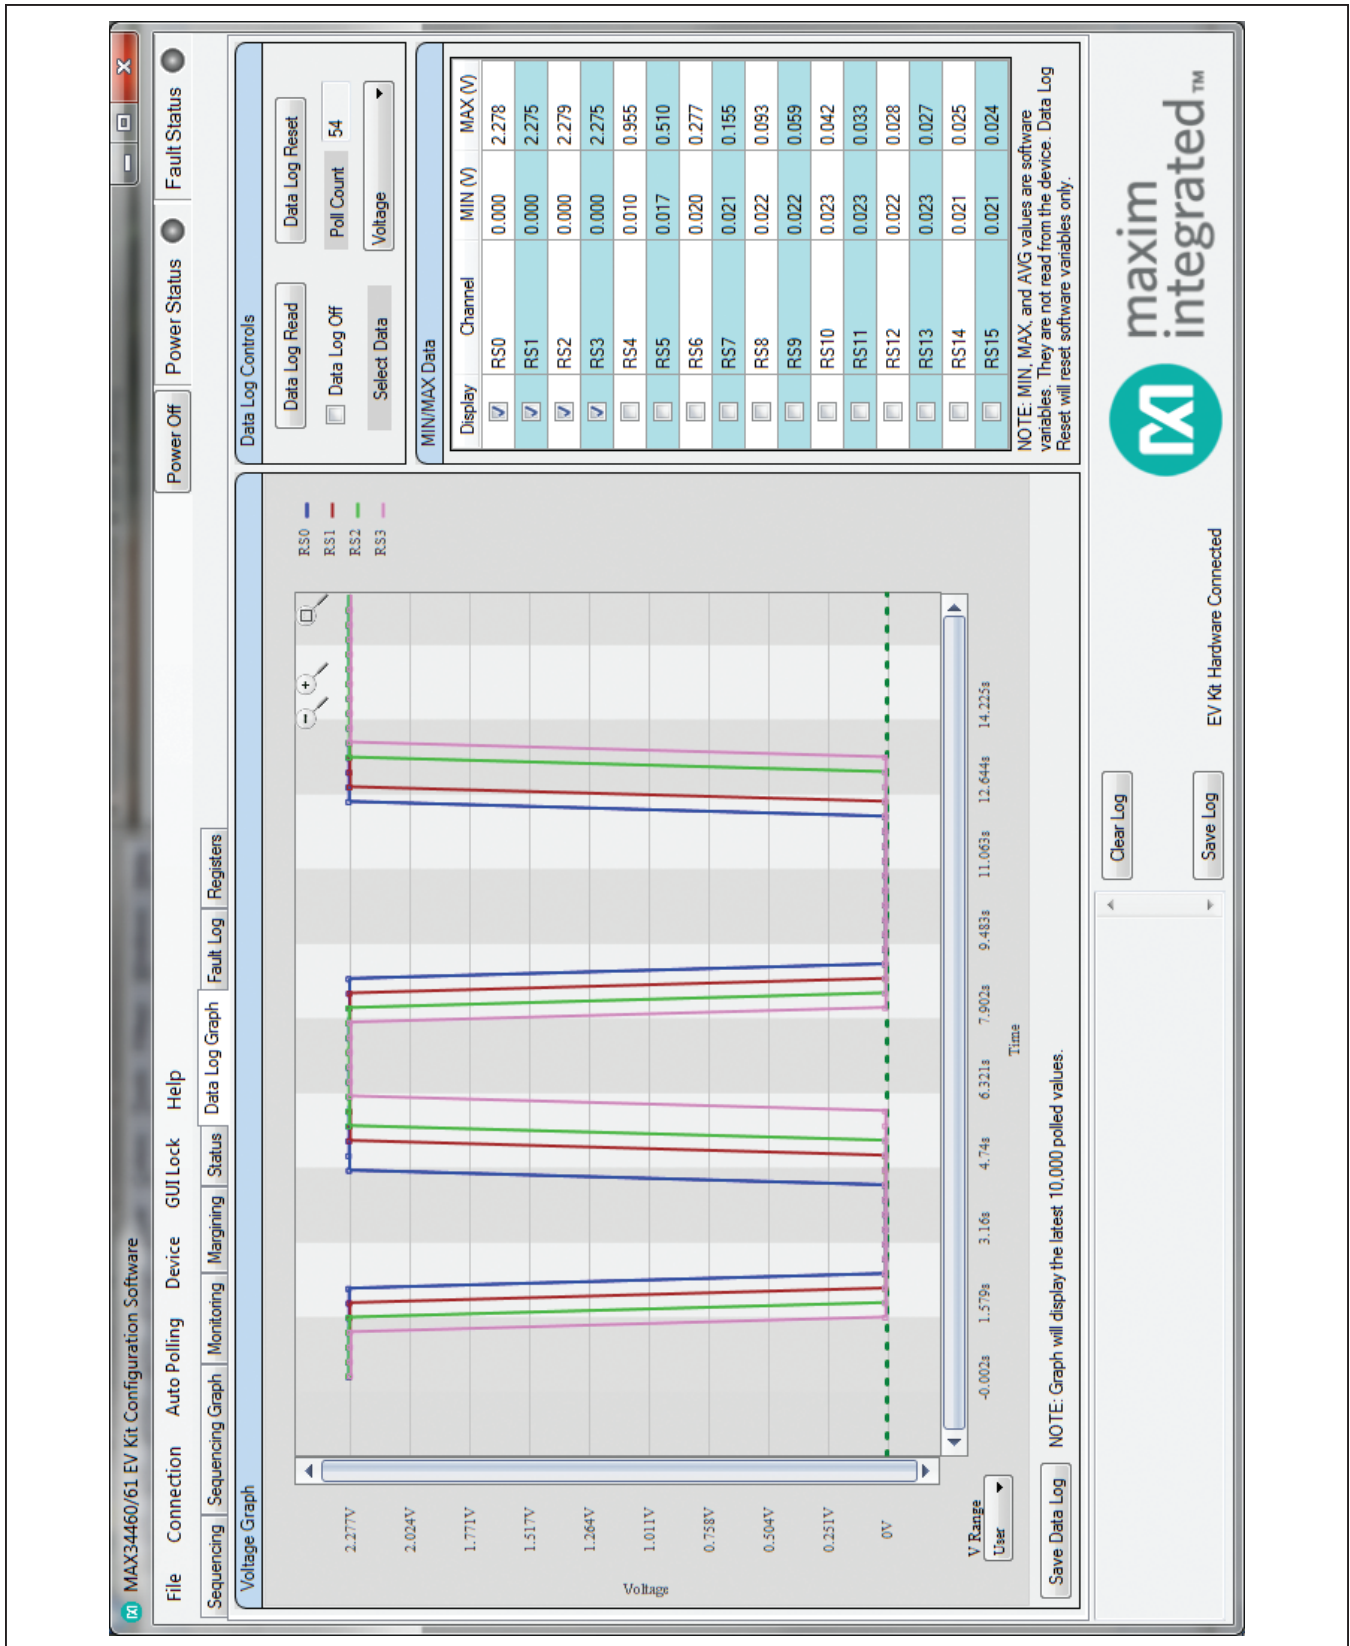 MAX34460/61 EV Kit Configuration Software
File Connection Auto Polling Device GUI Lock Help
Power Off Power Status Fault Status
Sequencing Sequencing Graph Monitoring Margining Status Data Log Graph Fault Log Registers
Voltage Graph
2.277V
2.024V
1.771V
1.517V
1.264V
1.011V
0.758V
0.504V
0.251V
0V
Voltage
-0.002s 1.579s 3.16s 4.74s 6.321s 7.902s 9.483s 11.063s 12.644s 14.225s
Time
RS0
RS1
RS2
RS3
V Range
User
Save Data Log NOTE: Graph will display the latest 10,000 polled values.
Data Log Controls
Data Log Read Data Log Reset
Data Log Off Poll Count 54
Select Data Voltage
MIN/MAX Data
Display Channel MIN (V) MAX (V)
RS0 0.000 2.278
RS1 0.000 2.275
RS2 0.000 2.279
RS3 0.000 2.275
RS4 0.010 0.955
RS5 0.017 0.510
RS6 0.020 0.277
RS7 0.021 0.155
RS8 0.022 0.093
RS9 0.022 0.059
RS10 0.023 0.042
RS11 0.023 0.033
RS12 0.022 0.028
RS13 0.023 0.027
RS14 0.021 0.025
RS15 0.021 0.024
NOTE: MIN, MAX, and AVG values are software
variables. They are not read from the device. Data Log
Reset will reset software variables only.
Clear Log
Save Log
EV Kit Hardware Connected
maxim
integrated™